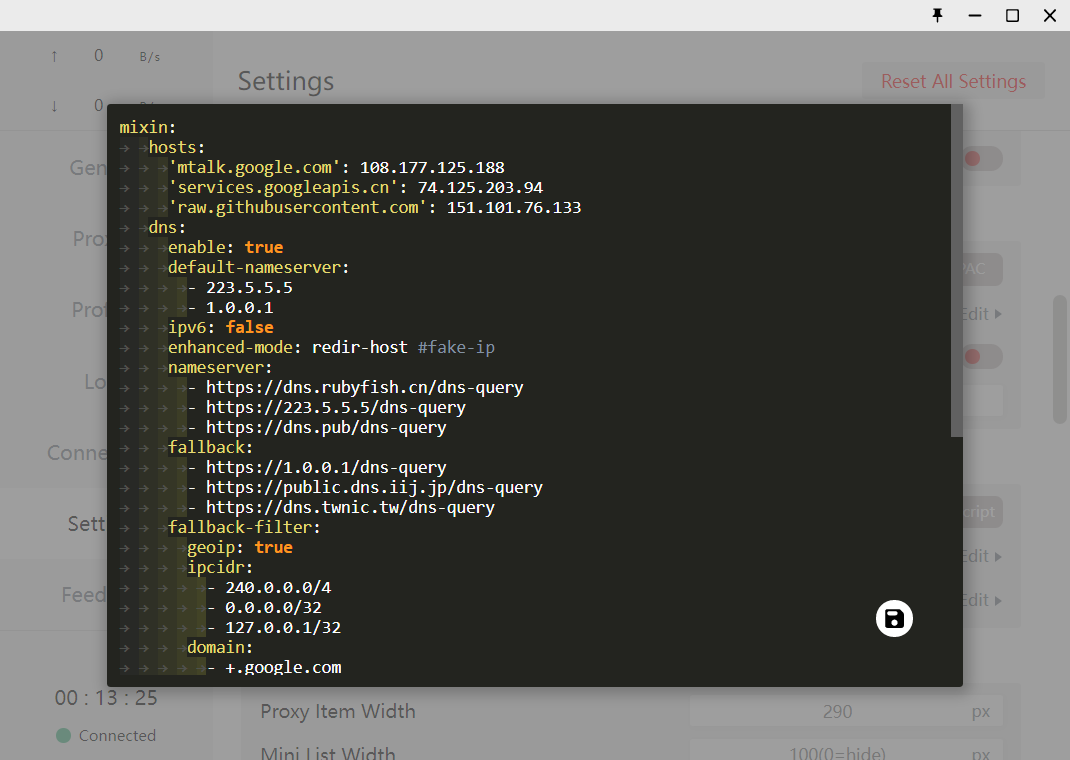 ↑ 0 B/s
Settings
Reset All Settings
↓ 0
mixin:
hosts:
'mtalk.google.com': 108.177.125.188
'services.googleapis.cn': 74.125.203.94
'raw.githubusercontent.com': 151.101.76.133
dns:
enable: true
default-nameserver:
- 223.5.5.5
- 1.0.0.1
ipv6: false
enhanced-mode: redir-host #fake-ip
nameserver:
- https://dns.rubyfish.cn/dns-query
- https://223.5.5.5/dns-query
- https://dns.pub/dns-query
fallback:
- https://1.0.0.1/dns-query
- https://public.dns.iij.jp/dns-query
- https://dns.twnic.tw/dns-query
fallback-filter:
geoip: true
ipcidr:
- 240.0.0.0/4
- 0.0.0.0/32
- 127.0.0.1/32
domain:
- +.google.com
Gen
Pro
Prof
Lo
Conne
Sett
Feed
PAC
Edit
cript
Edit
Edit
00 : 13 : 25
Connected
Proxy Item Width 290 px
Mini List Width 100(0=hide) px